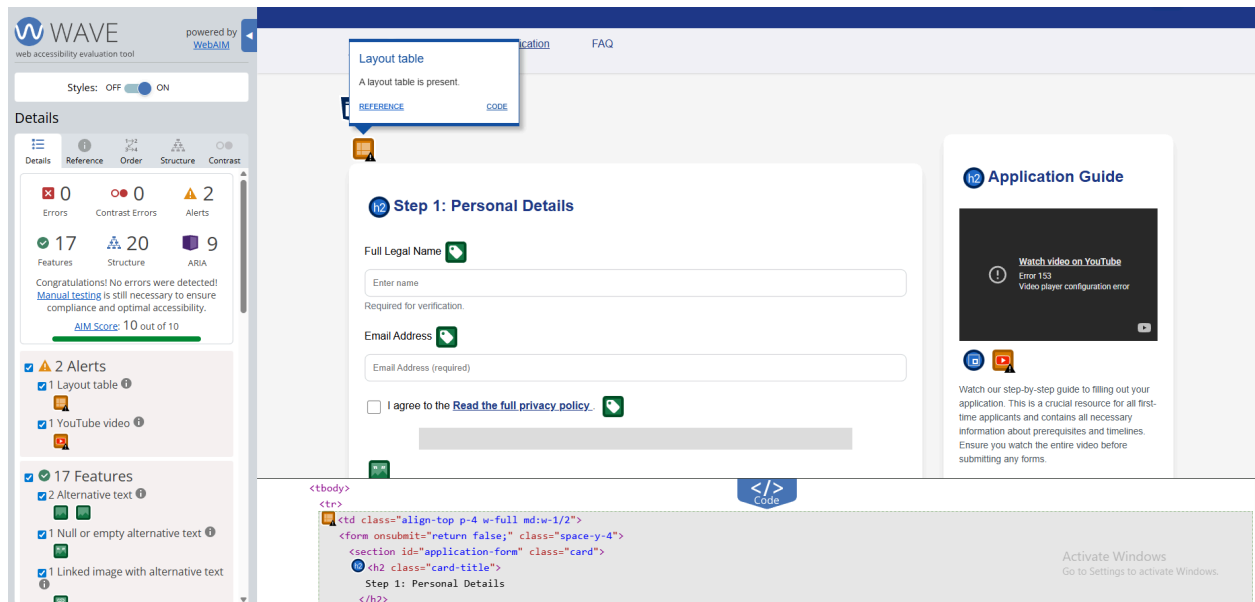 WAVE
web accessibility evaluation tool
powered by
WebAIM
Styles: OFF ON
Details
Details Reference Order Structure Contrast
0 0 2
Errors Contrast Errors Alerts
17 20 9
Features Structure ARIA
Congratulations! No errors were detected!
Manual testing is still necessary to ensure
compliance and optimal accessibility.
AIM Score: 10 out of 10
2 Alerts
1 Layout table
1 YouTube video
17 Features
2 Alternative text
1 Null or empty alternative text
1 Linked image with alternative text
FAQ
Layout table
A layout table is present.
REFERENCE CODE
h2 Step 1: Personal Details
Full Legal Name
Enter name
Required for verification.
Email Address
Email Address (required)
I agree to the Read the full privacy policy .
h2 Application Guide
Watch video on YouTube
Error 153
Video player configuration error
Watch our step-by-step guide to filling out your
application. This is a crucial resource for all first-
time applicants and contains all necessary
information about prerequisites and timelines.
Ensure you watch the entire video before
submitting any forms.
</>
Code
<tbody>
<tr>
<td class="align-top p-4 w-full md:w-1/2">
<form onsubmit="return false;" class="space-y-4">
<section id="application-form" class="card">
h2 <h2 class="card-title">
Step 1: Personal Details
</h2>
Activate Windows
Go to Settings to activate Windows.